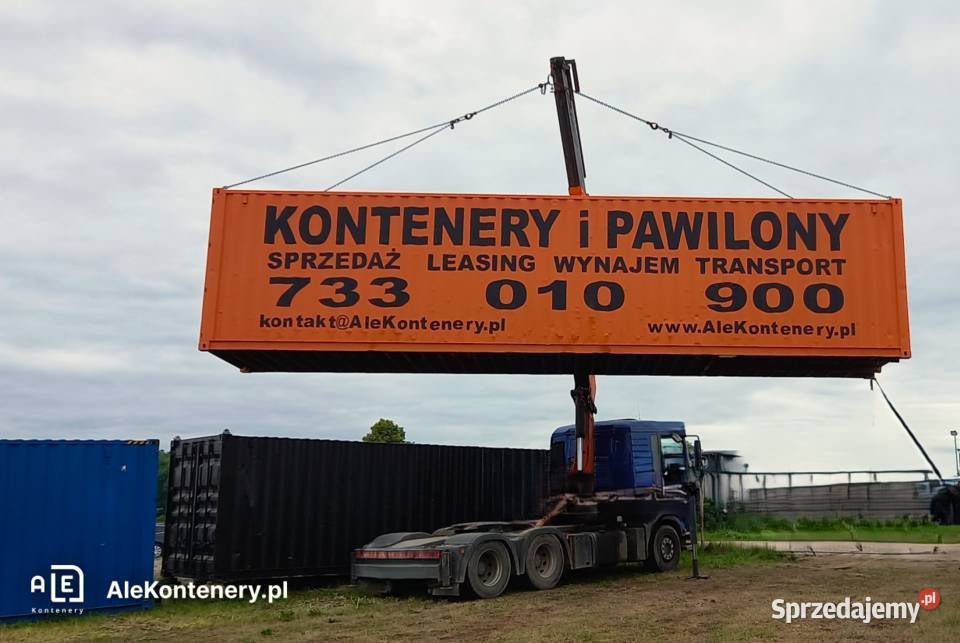 KONTENERY i PAWILONY
SPRZEDAŻ LEASING WYNAJEM TRANSPORT
733 010 900
kontakt@AleKontenery.pl www.AleKontenery.pl
ALE
Kontenery
AleKontenery.pl
Sprzedajemy.pl